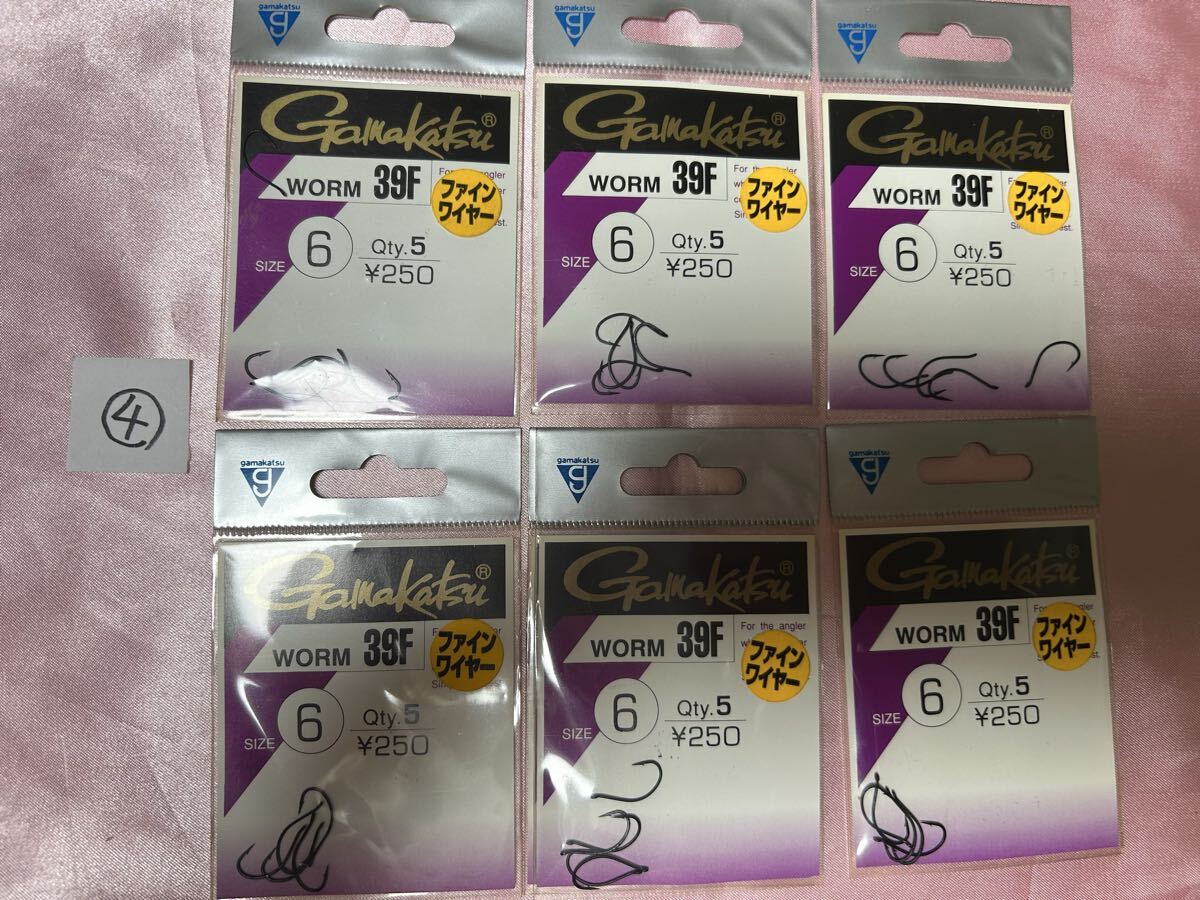 gamakatsu
g
Gamakatsu®
WORM 39F
ファイン
ワイヤー
SIZE 6 Qty.5
¥250
gamakatsu
g
Gamakatsu®
WORM 39F
For the
ファイン
ワイヤー
SIZE 6 Qty.5
¥250
gamakatsu
g
Gamakatsu®
WORM 39F
ファイン
ワイヤー
SIZE 6 Qty.5
¥250
④
gamakatsu
g
Gamakatsu®
WORM 39F
ファイン
ワイヤー
SIZE 6 Qty.5
¥250
gamakatsu
g
Gamakatsu®
WORM 39F
For the angler
ファイン
ワイヤー
SIZE 6 Qty.5
¥250
gamakatsu
g
Gamakatsu®
WORM 39F
ファイン
ワイヤー
SIZE 6 Qty.5
¥250